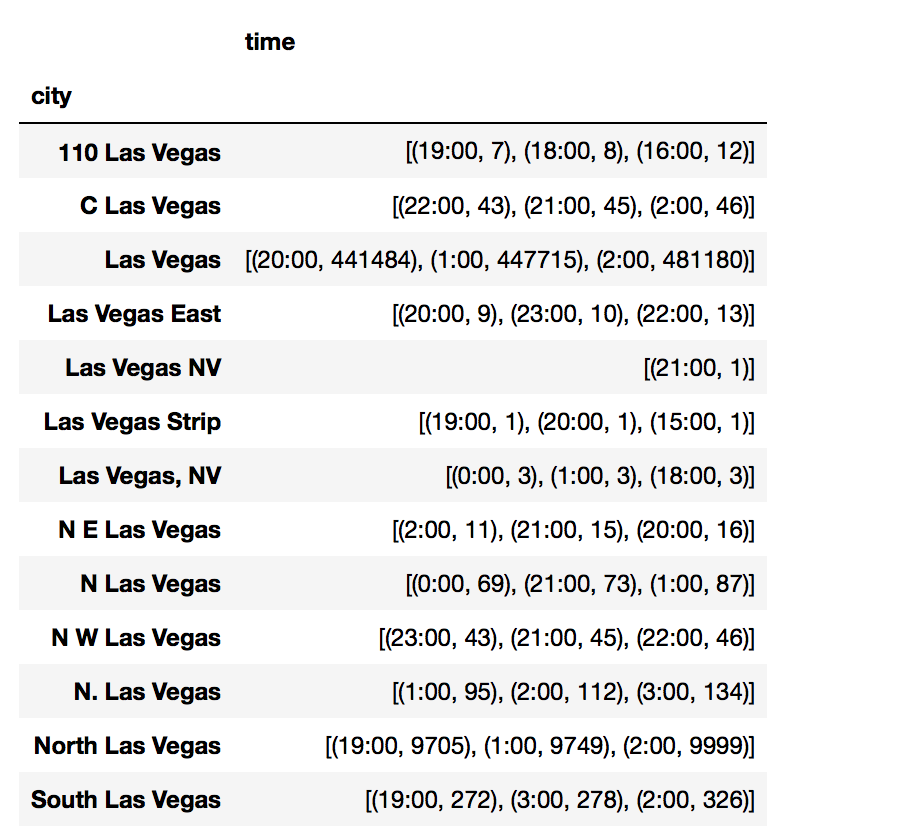 time
city
110 Las Vegas [(19:00, 7), (18:00, 8), (16:00, 12)]
C Las Vegas [(22:00, 43), (21:00, 45), (2:00, 46)]
Las Vegas [(20:00, 441484), (1:00, 447715), (2:00, 481180)]
Las Vegas East [(20:00, 9), (23:00, 10), (22:00, 13)]
Las Vegas NV [(21:00, 1)]
Las Vegas Strip [(19:00, 1), (20:00, 1), (15:00, 1)]
Las Vegas, NV [(0:00, 3), (1:00, 3), (18:00, 3)]
N E Las Vegas [(2:00, 11), (21:00, 15), (20:00, 16)]
N Las Vegas [(0:00, 69), (21:00, 73), (1:00, 87)]
N W Las Vegas [(23:00, 43), (21:00, 45), (22:00, 46)]
N. Las Vegas [(1:00, 95), (2:00, 112), (3:00, 134)]
North Las Vegas [(19:00, 9705), (1:00, 9749), (2:00, 9999)]
South Las Vegas [(19:00, 272), (3:00, 278), (2:00, 326)]